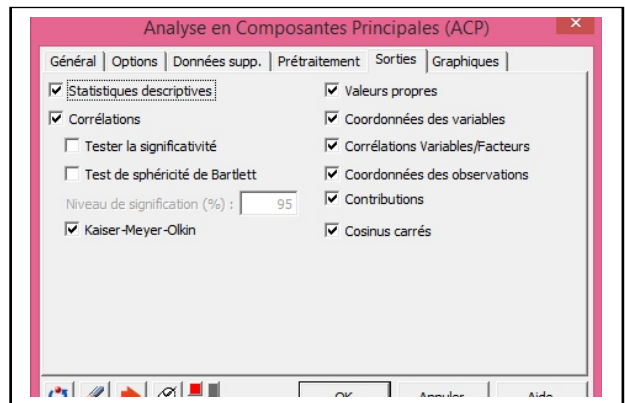 Analyse en Composantes Principales (ACP)
Général Options Données supp. Prétraitement Sorties Graphiques
Statistiques descriptives
Corrélations
Tester la significativité
Test de sphéricité de Bartlett
Niveau de signification (%) : 95
Kaiser-Meyer-Olkin
Valeurs propres
Coordonnées des variables
Corrélations Variables/Facteurs
Coordonnées des observations
Contributions
Cosinus carrés
OK Annuler Aide